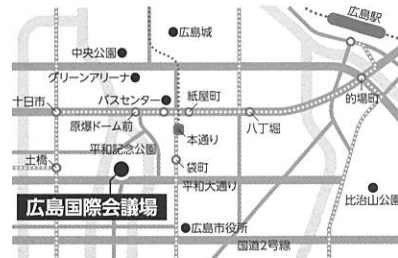 広島駅
広島城
中央公園
グリーンアリーナ
バスセンター
紙屋町
的場町
十日市
原爆ドーム前
本通り
八丁堀
平和記念公園
土橋
袋町
平和大通り
比治山公園
広島国際会議場
広島市役所
国道2号線